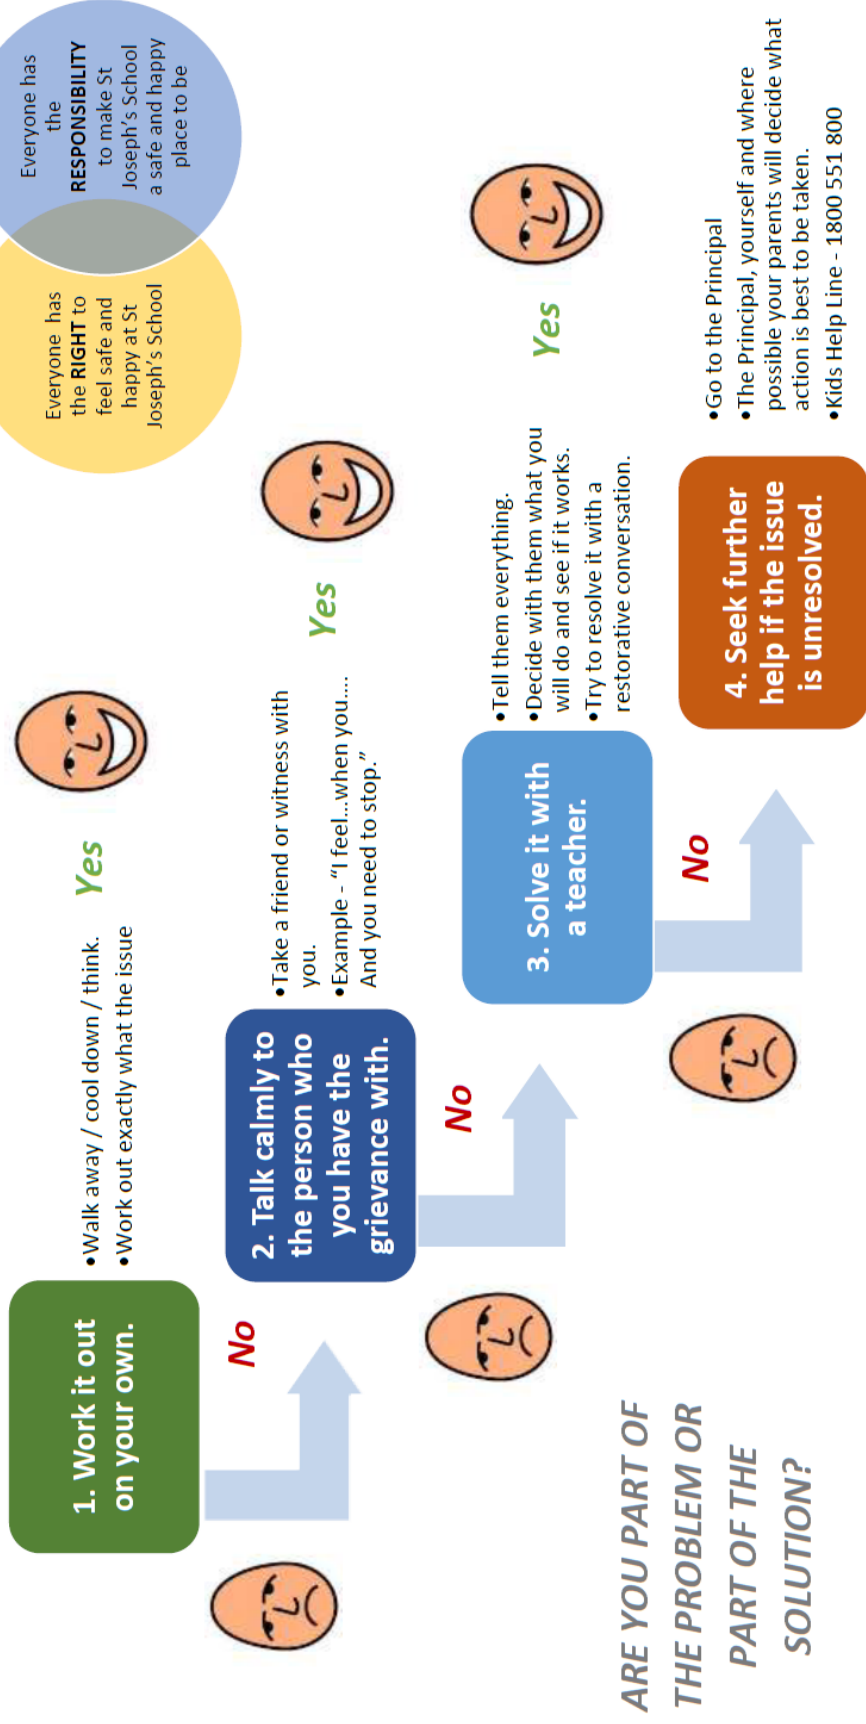 Everyone has
the RIGHT to
feel safe and
happy at St
Joseph's School
Everyone has
the
RESPONSIBILITY
to make St
Joseph's School
a safe and happy
place to be
1. Work it out
on your own.
•Walk away / cool down / think.
•Work out exactly what the issue
Yes
No
2. Talk calmly to
the person who
you have the
grievance with.
•Take a friend or witness with
you.
•Example - "I feel...when you....
And you need to stop."
Yes
No
3. Solve it with
a teacher.
•Tell them everything.
•Decide with them what you
will do and see if it works.
•Try to resolve it with a
restorative conversation.
Yes
No
4. Seek further
help if the issue
is unresolved.
•Go to the Principal
•The Principal, yourself and where
possible your parents will decide what
action is best to be taken.
•Kids Help Line - 1800 551 800
ARE YOU PART OF
THE PROBLEM OR
PART OF THE
SOLUTION?